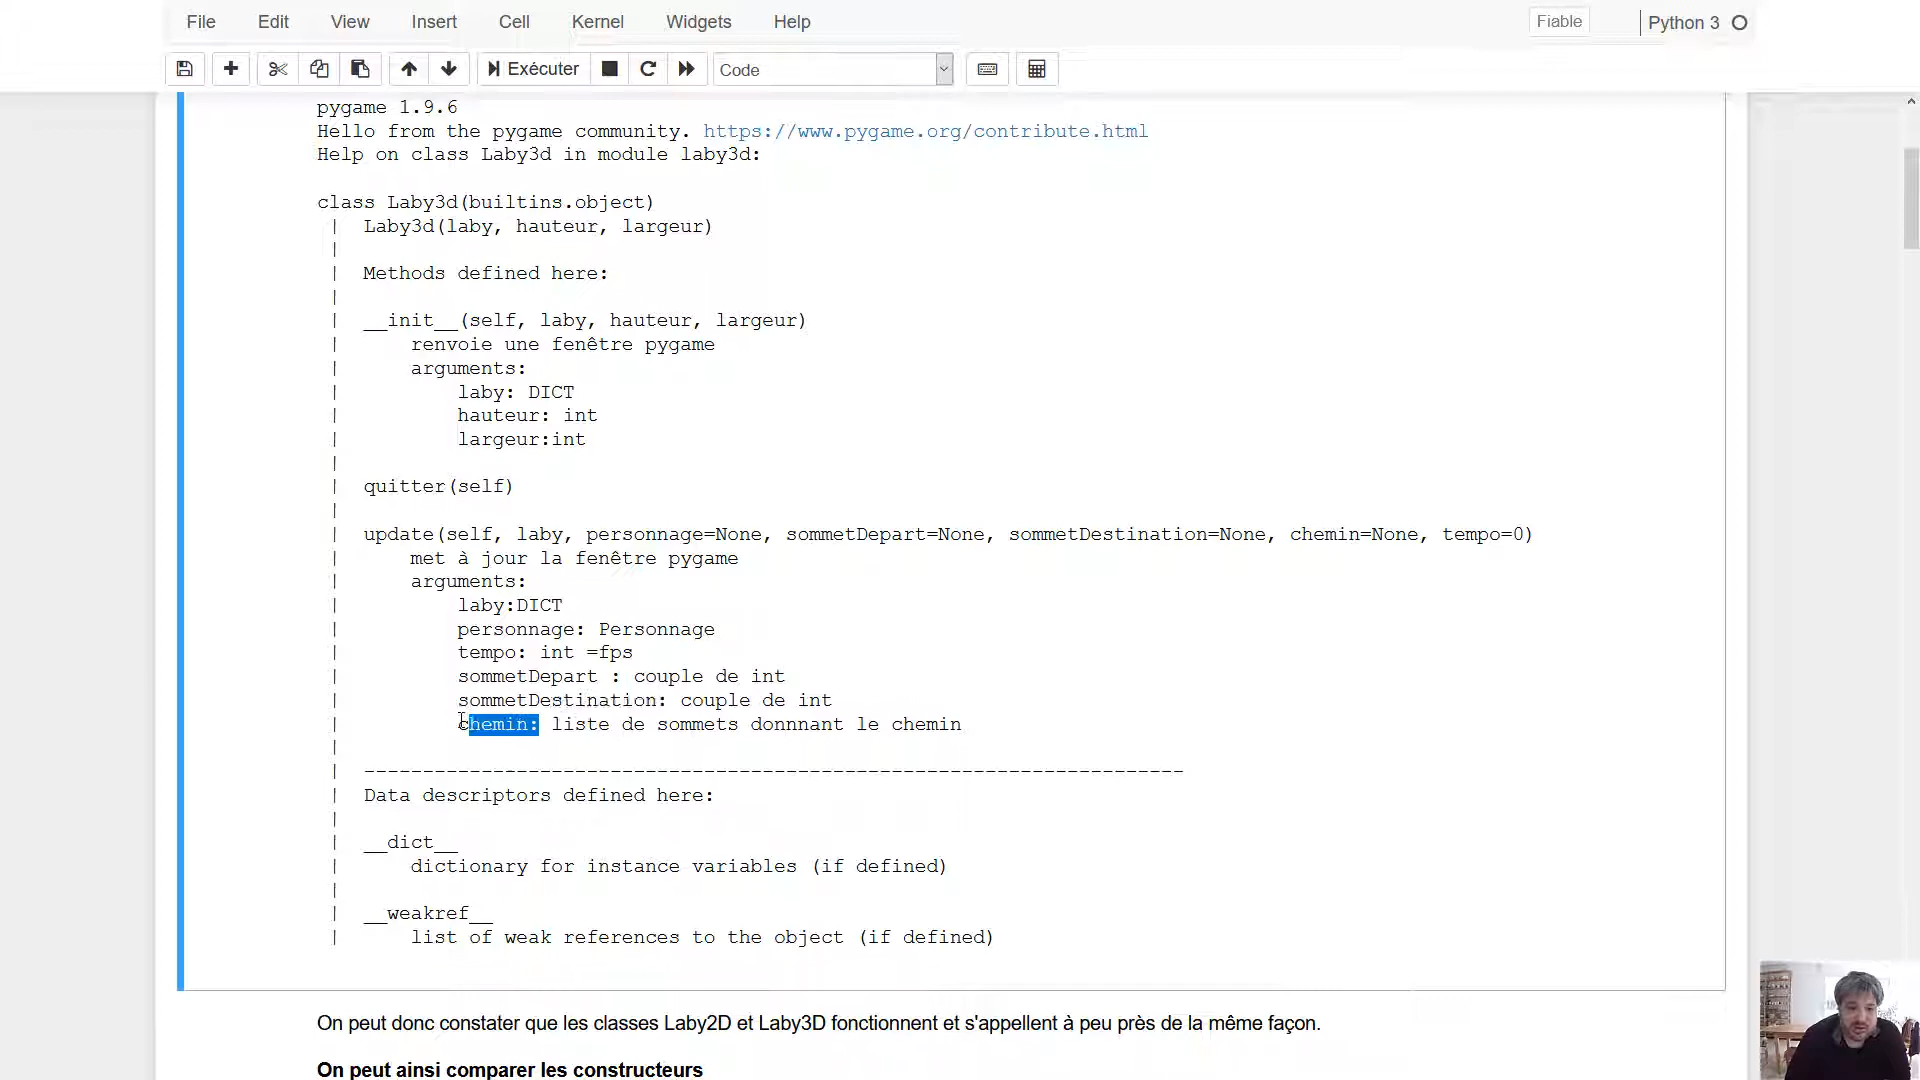 File Edit View Insert Cell Kernel Widgets Help Fiable Python 3
Exécuter Code
pygame 1.9.6
Hello from the pygame community. https://www.pygame.org/contribute.html
Help on class Laby3d in module laby3d:
class Laby3d(builtins.object)
| Laby3d(laby, hauteur, largeur)
|
| Methods defined here:
|
| __init__(self, laby, hauteur, largeur)
| renvoie une fenêtre pygame
| arguments:
| laby: DICT
| hauteur: int
| largeur:int
|
| quitter(self)
|
| update(self, laby, personnage=None, sommetDepart=None, sommetDestination=None, chemin=None, tempo=0)
| met à jour la fenêtre pygame
| arguments:
| laby:DICT
| personnage: Personnage
| tempo: int =fps
| sommetDepart : couple de int
| sommetDestination: couple de int
| chemin: liste de sommets donnnant le chemin
|
| ----------------------------------------------------------------------
| Data descriptors defined here:
|
| __dict__
| dictionary for instance variables (if defined)
|
| __weakref__
| list of weak references to the object (if defined)
On peut donc constater que les classes Laby2D et Laby3D fonctionnent et s'appellent à peu près de la même façon.
On peut ainsi comparer les constructeurs